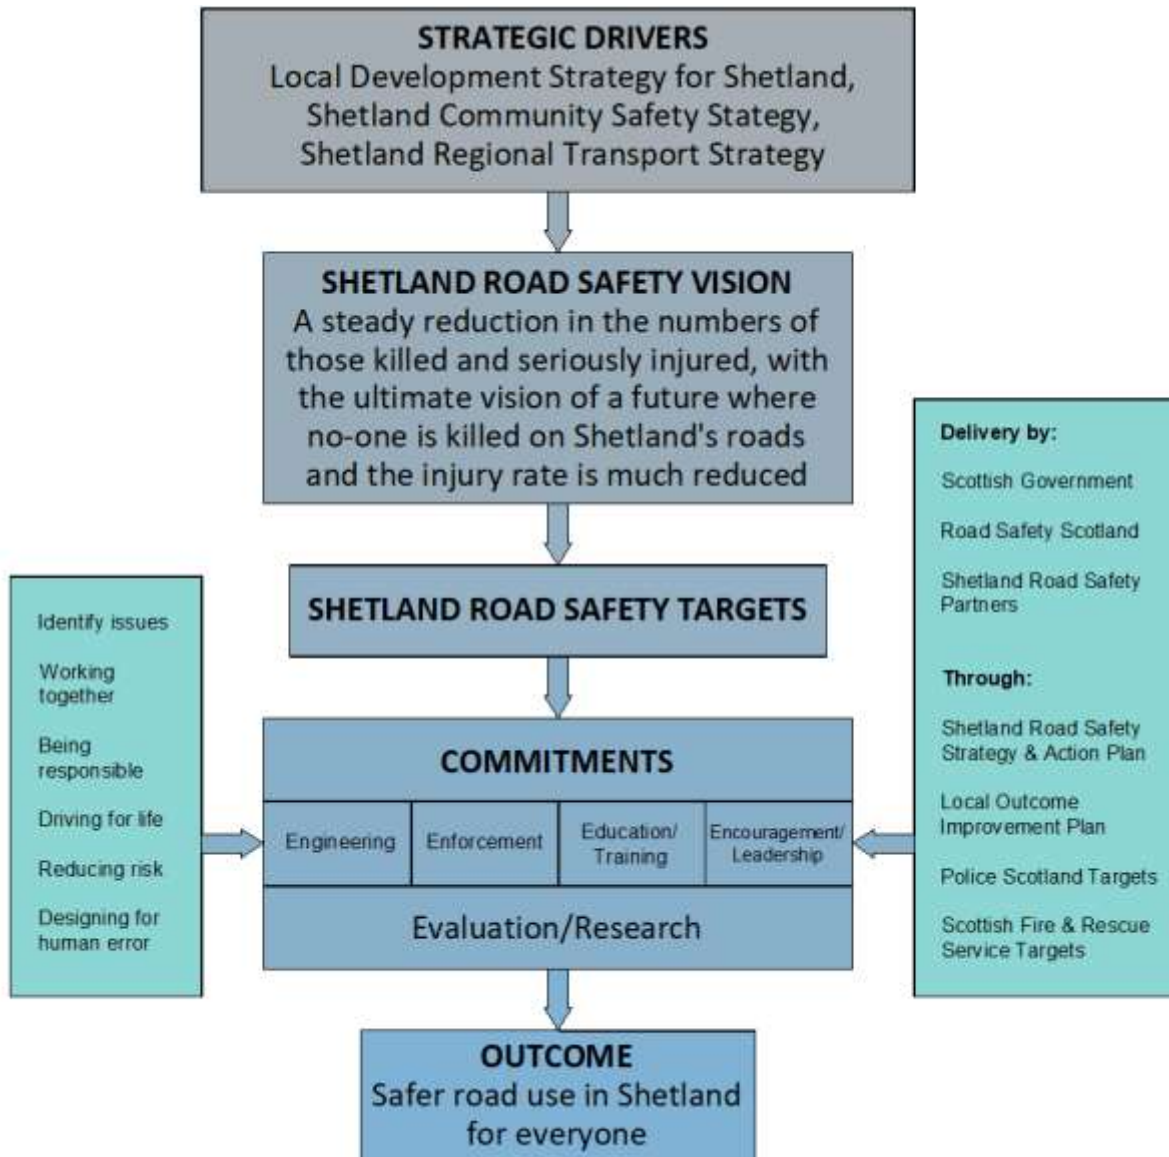 STRATEGIC DRIVERS
Local Development Strategy for Shetland,
Shetland Community Safety Stategy,
Shetland Regional Transport Strategy
SHETLAND ROAD SAFETY VISION
A steady reduction in the numbers of
those killed and seriously injured, with
the ultimate vision of a future where
no-one is killed on Shetland's roads
and the injury rate is much reduced
SHETLAND ROAD SAFETY TARGETS
Identify issues
Working
together
Being
responsible
Driving for life
Reducing risk
Designing for
human error
COMMITMENTS
Engineering
Enforcement
Education/
Training
Encouragement/
Leadership
Evaluation/Research
Delivery by:
Scottish Government
Road Safety Scotland
Shetland Road Safety
Partners
Through:
Shetland Road Safety
Strategy & Action Plan
Local Outcome
Improvement Plan
Police Scotland Targets
Scottish Fire & Rescue
Service Targets
OUTCOME
Safer road use in Shetland
for everyone